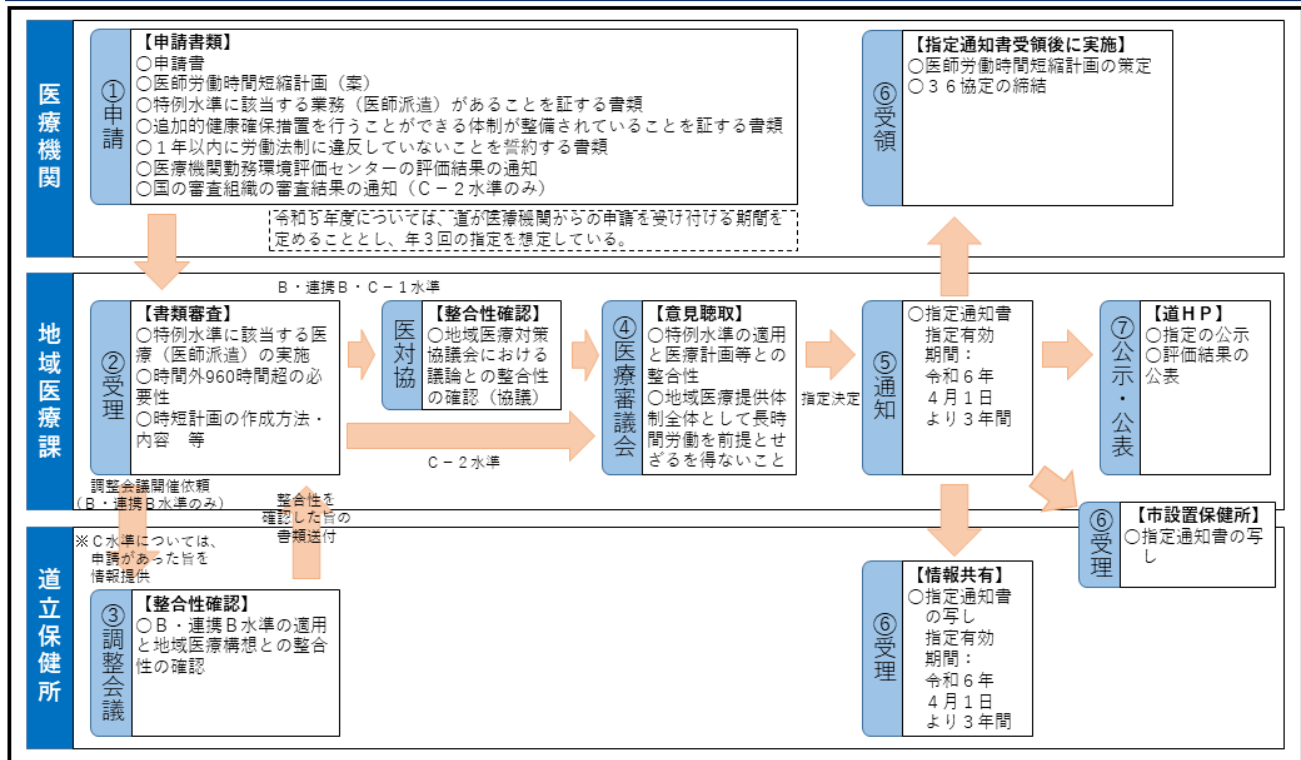 医療機関
①申請
【申請書類】
○申請書
○医師労働時間短縮計画（案）
○特例水準に該当する業務（医師派遣）があることを証する書類
○追加的健康確保措置を行うことができる体制が整備されていることを証する書類
○１年以内に労働法制に違反していないことを誓約する書類
○医療機関勤務環境評価センターの評価結果の通知
○国の審査組織の審査結果の通知（Ｃ－２水準のみ）
令和５年度については、道が医療機関からの申請を受け付ける期間を
定めることとし、年３回の指定を想定している。
⑥受領
【指定通知書受領後に実施】
○医師労働時間短縮計画の策定
○３６協定の締結
地域医療課
②受理
【書類審査】
○特例水準に該当する医
療（医師派遣）の実施
○時間外960時間超の必
要性
○時短計画の作成方法・
内容　等
Ｂ・連携Ｂ・Ｃ－１水準
医対協
【整合性確認】
○地域医療対策
協議会における
議論との整合性
の確認（協議）
Ｃ－２水準
④医療審議会
【意見聴取】
○特例水準の適用
と医療計画等との
整合性
○地域医療提供体
制全体として長時
間労働を前提とせ
ざるを得ないこと
指定決定
⑤通知
○指定通知書
指定有効
期間：
令和６年
４月１日
より３年間
⑦公示・公表
【道ＨＰ】
○指定の公示
○評価結果の
公表
調整会議開催依頼
（Ｂ・連携Ｂ水準のみ）
整合性を
確認した旨の
書類送付
道立保健所
※Ｃ水準については、
申請があった旨を
情報提供
③調整会議
【整合性確認】
○Ｂ・連携Ｂ水準の適用
と地域医療構想との整合
性の確認
⑥受理
【情報共有】
○指定通知書
の写し
指定有効
期間：
令和６年
４月１日
より３年間
⑥受理
【市設置保健所】
○指定通知書の写
し